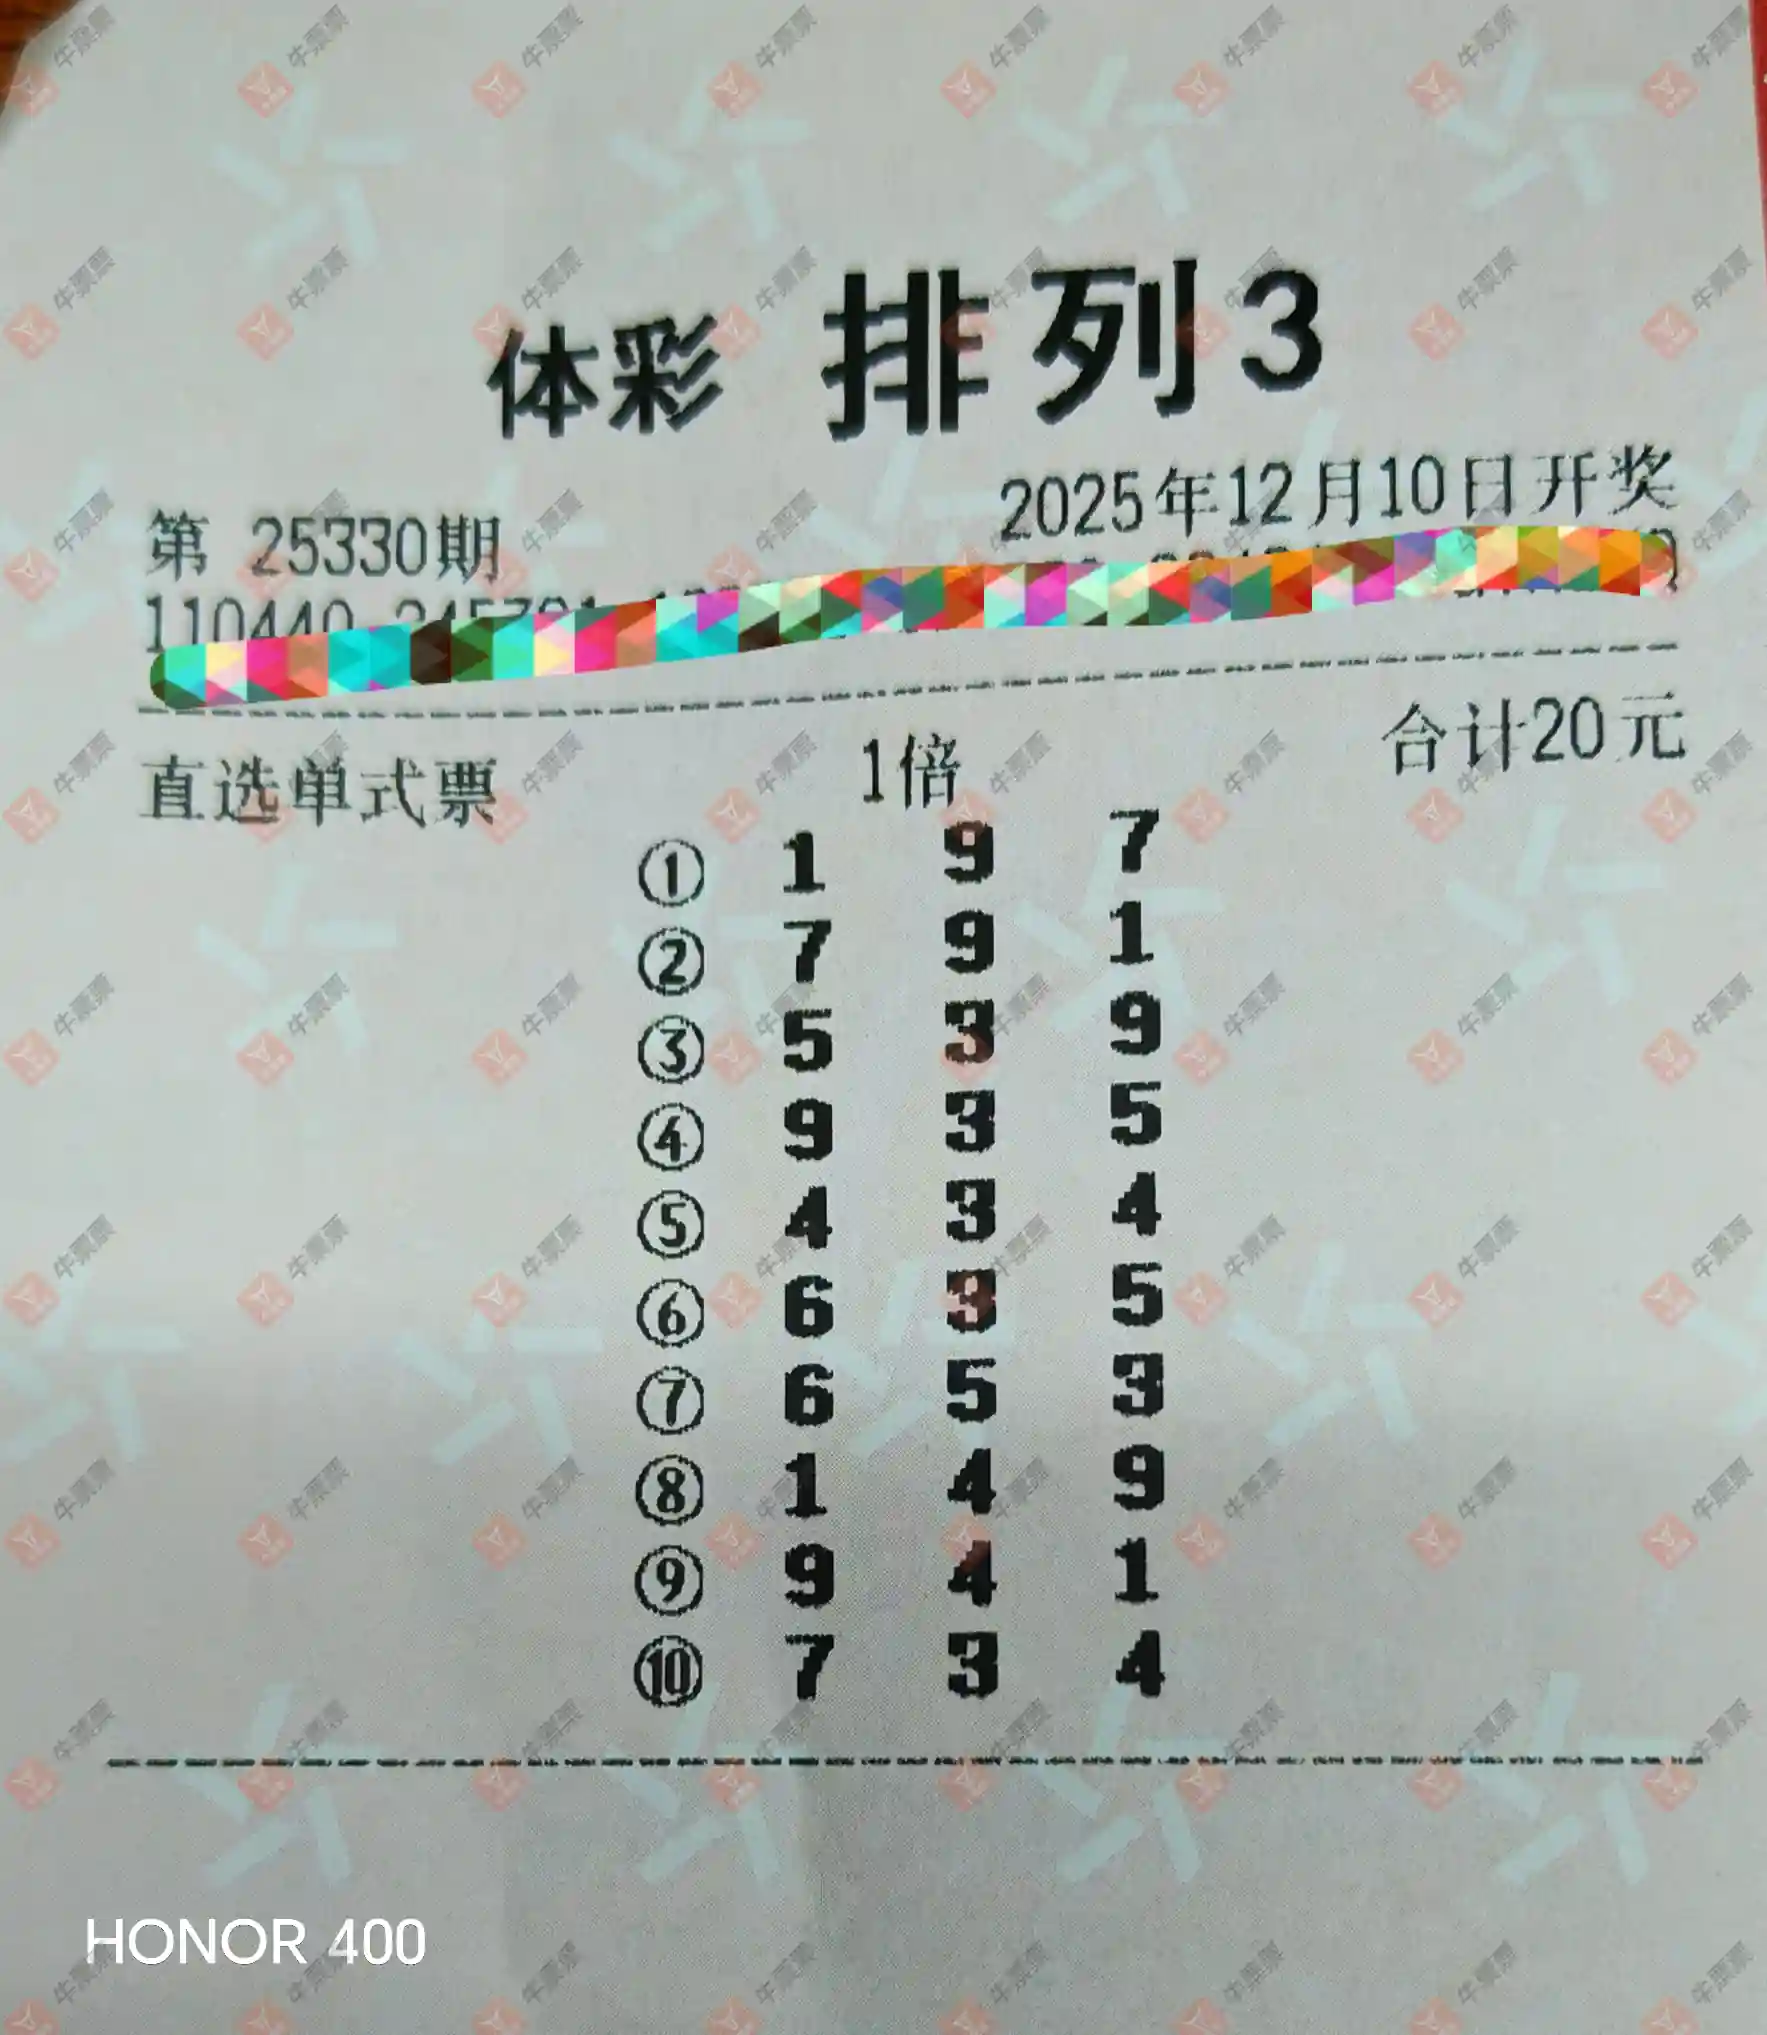 体彩 排列3
第 25330期 2025年12月10日开奖
110440
直选单式票 1倍 合计20元
① 1 9 7
② 7 9 1
③ 5 3 9
④ 9 3 5
⑤ 4 3 4
⑥ 6 3 5
⑦ 6 5 3
⑧ 1 4 9
⑨ 9 4 1
⑩ 7 3 4
HONOR 400
牛票票